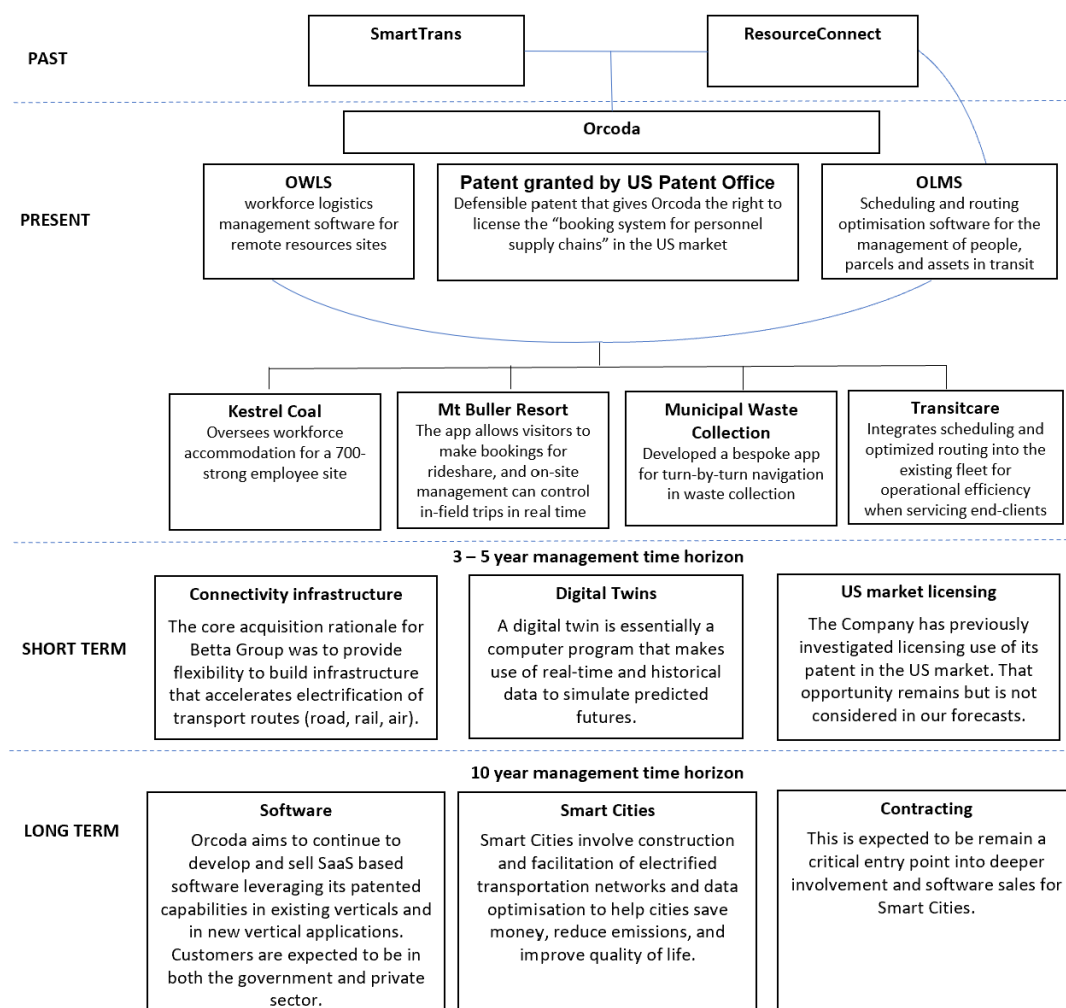 SmartTrans
ResourceConnect
PAST
Orcoda
PRESENT
OWLS
workforce logistics
management software for
remote resources sites
Patent granted by US Patent Office
Defensible patent that gives Orcoda the right to
license the “booking system for personnel
supply chains” in the US market
OLMS
Scheduling and routing
optimisation software for the
management of people,
parcels and assets in transit
Kestrel Coal
Oversees workforce
accommodation for a 700-
strong employee site
Mt Buller Resort
The app allows visitors to
make bookings for
rideshare, and on-site
management can control
in-field trips in real time
Municipal Waste
Collection
Developed a bespoke app
for turn-by-turn navigation
in waste collection
Transitcare
Integrates scheduling and
optimized routing into the
existing fleet for
operational efficiency
when servicing end-clients
3 – 5 year management time horizon
SHORT TERM
Connectivity infrastructure
The core acquisition rationale for
Betta Group was to provide
flexibility to build infrastructure
that accelerates electrification of
transport routes (road, rail, air).
Digital Twins
A digital twin is essentially a
computer program that makes
use of real-time and historical
data to simulate predicted
futures.
US market licensing
The Company has previously
investigated licensing use of its
patent in the US market. That
opportunity remains but is not
considered in our forecasts.
10 year management time horizon
LONG TERM
Software
Orcoda aims to continue to
develop and sell SaaS based
software leveraging its patented
capabilities in existing verticals and
in new vertical applications.
Customers are expected to be in
both the government and private
sector.
Smart Cities
Smart Cities involve construction
and facilitation of electrified
transportation networks and data
optimisation to help cities save
money, reduce emissions, and
improve quality of life.
Contracting
This is expected to be remain a
critical entry point into deeper
involvement and software sales for
Smart Cities.